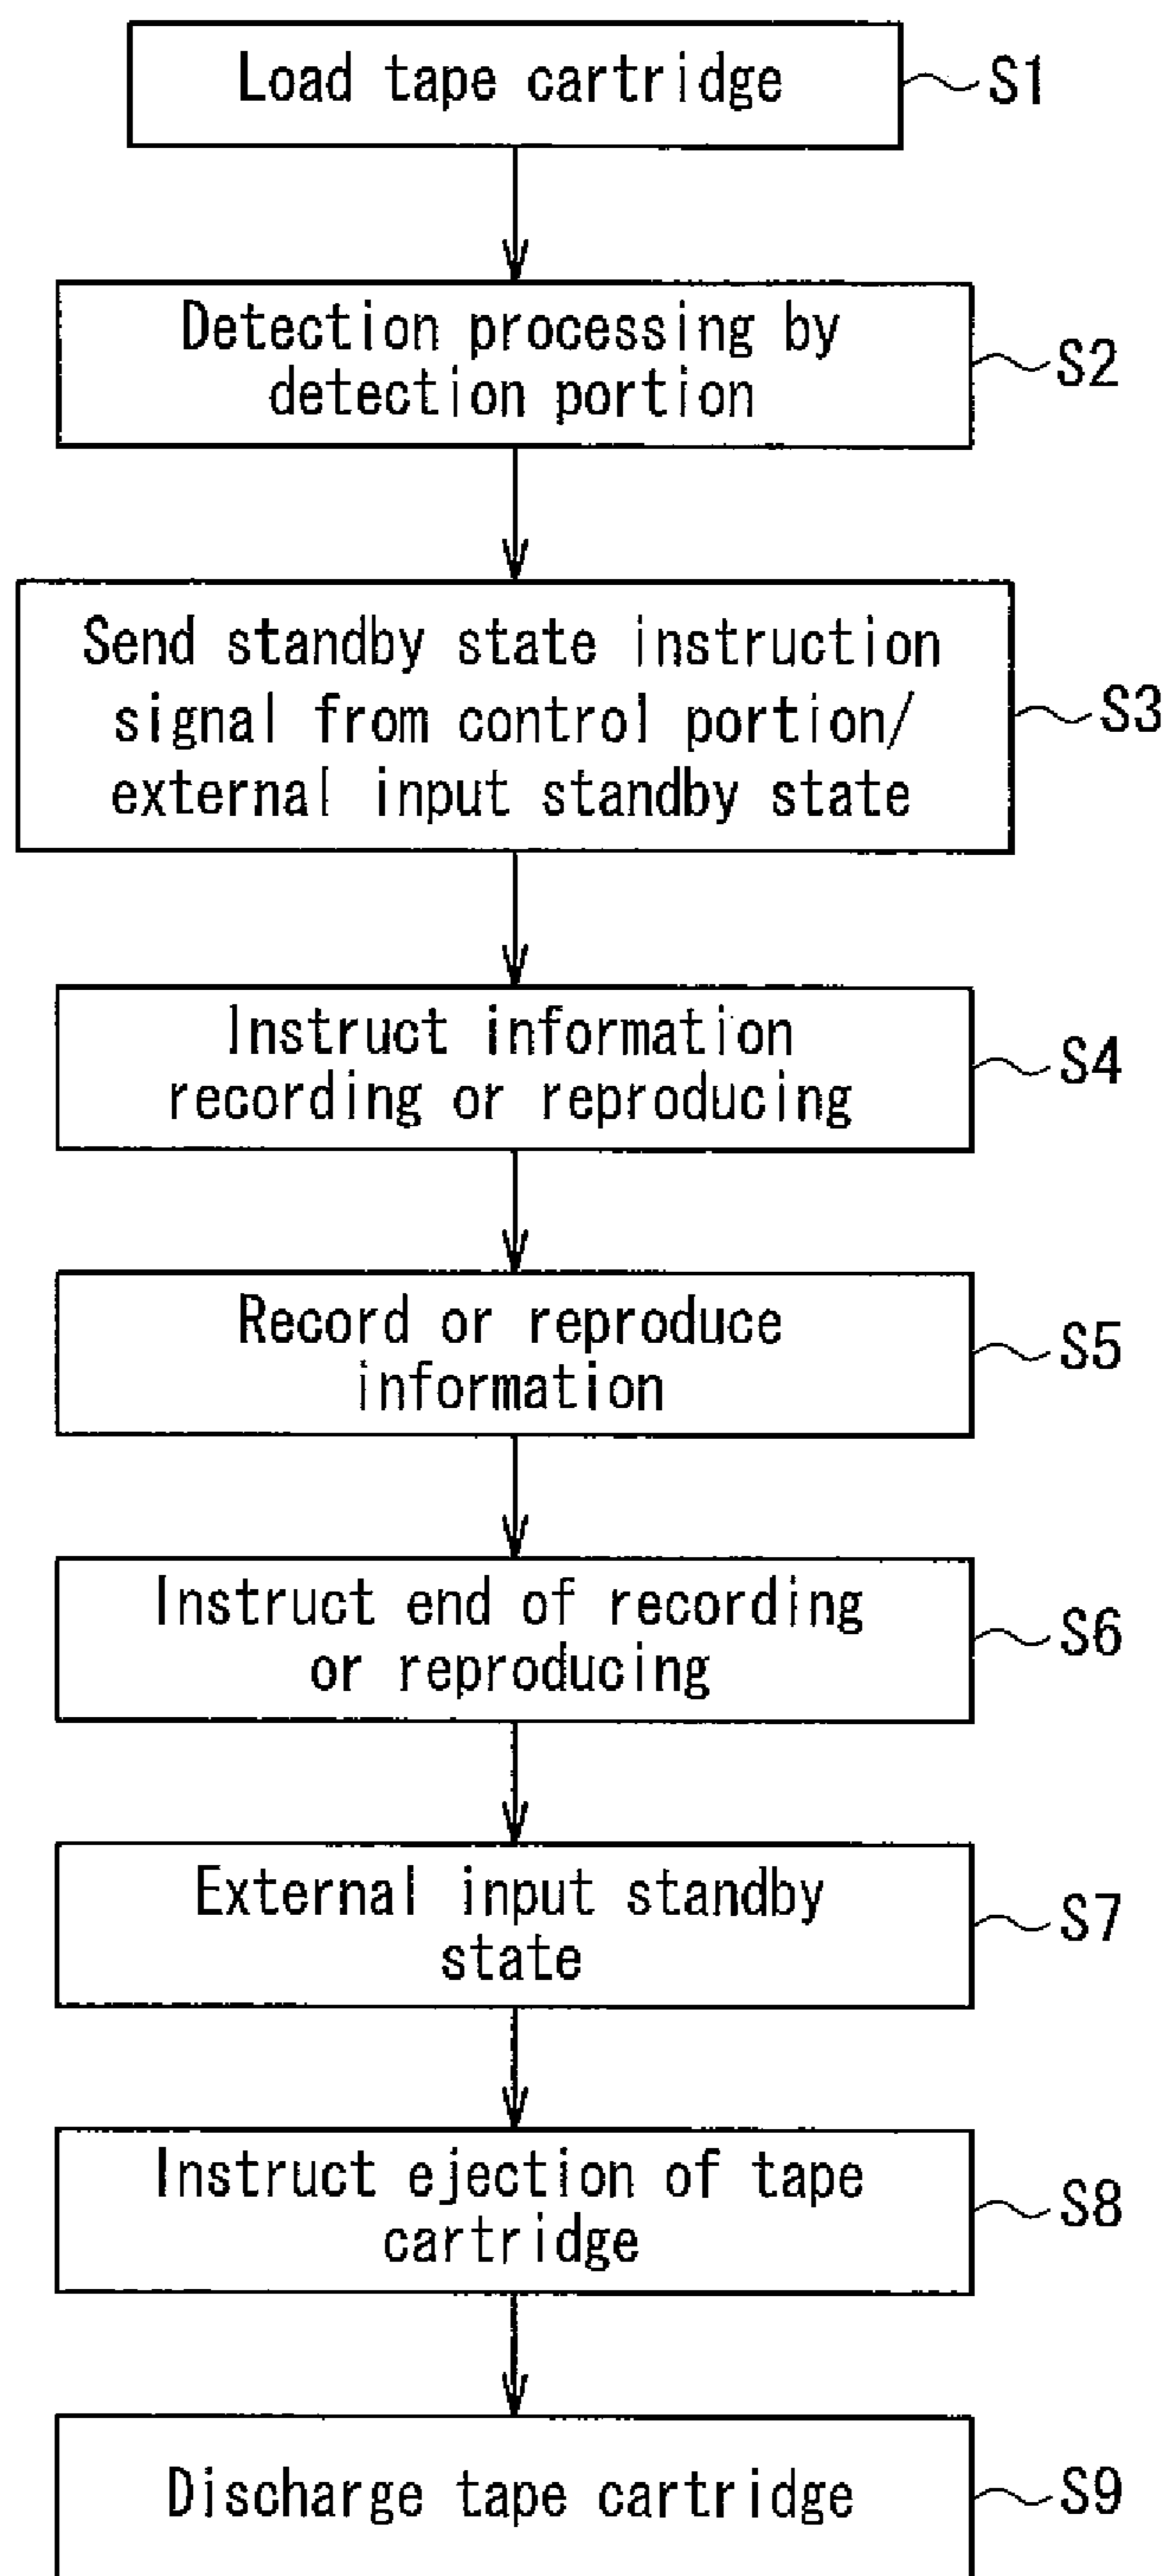 Load tape cartridge
S1
Detection processing by
detection portion
S2
Send standby state instruction
signal from control portion/
external input standby state
S3
Instruct information
recording or reproducing
S4
Record or reproduce
information
S5
Instruct end of recording
or reproducing
S6
External input standby
state
S7
Instruct ejection of tape
cartridge
S8
Discharge tape cartridge
S9